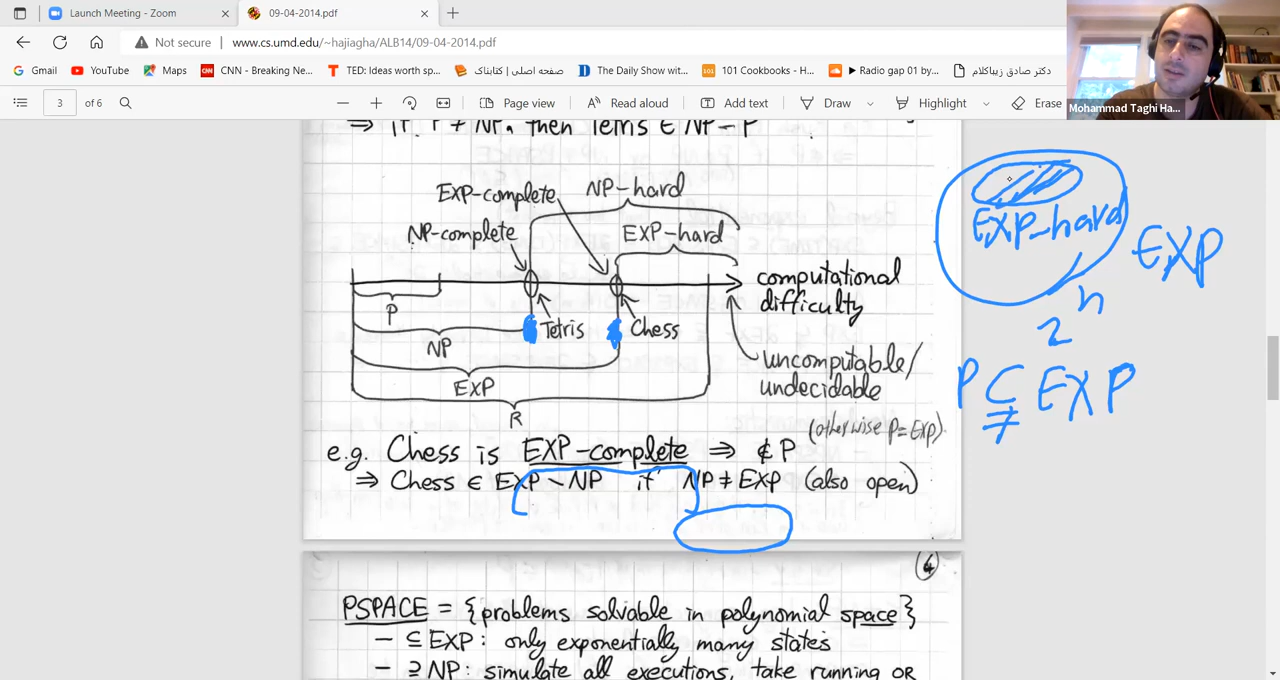 Launch Meeting - Zoom
09-04-2014.pdf
Not secure
www.cs.umd.edu/~hajiagha/ALB14/09-04-2014.pdf
Gmail
YouTube
Maps
CNN - Breaking Ne...
TED: Ideas worth sp...
صفحه اصلی | کتابناک
The Daily Show wit...
101 Cookbooks - H...
Radio gap 01 by...
دکتر صادق زیباکلام
3 of 6
Page view
Read aloud
Add text
Draw
Highlight
Erase
Mohammad Taghi Ha...
⇒ if P ≠ NP, then Tetris ∈ NP - P
EXP-complete
NP-hard
NP-complete
EXP-hard
computational
difficulty
P
Tetris
Chess
NP
uncomputable/
undecidable
EXP
R
(otherwise P=EXP)
e.g. Chess is EXP-complete ⇒ ∉ P
⇒ Chess ∈ EXP \ NP if NP ≠ EXP (also open)
EXP-hard
EXP
2^n
P ⊊ EXP
4
PSPACE = {problems solvable in polynomial space}
- ⊆ EXP: only exponentially many states
- ⊇ NP: simulate all executions, take running OR